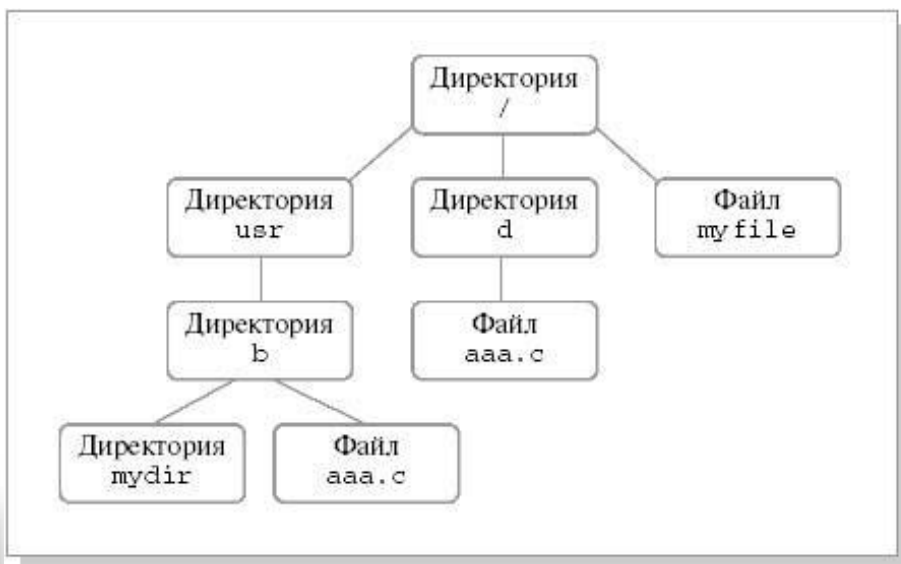 Директория
/
Директория
usr
Директория
d
Файл
myfile
Директория
b
Файл
aaa.c
Директория
mydir
Файл
aaa.c